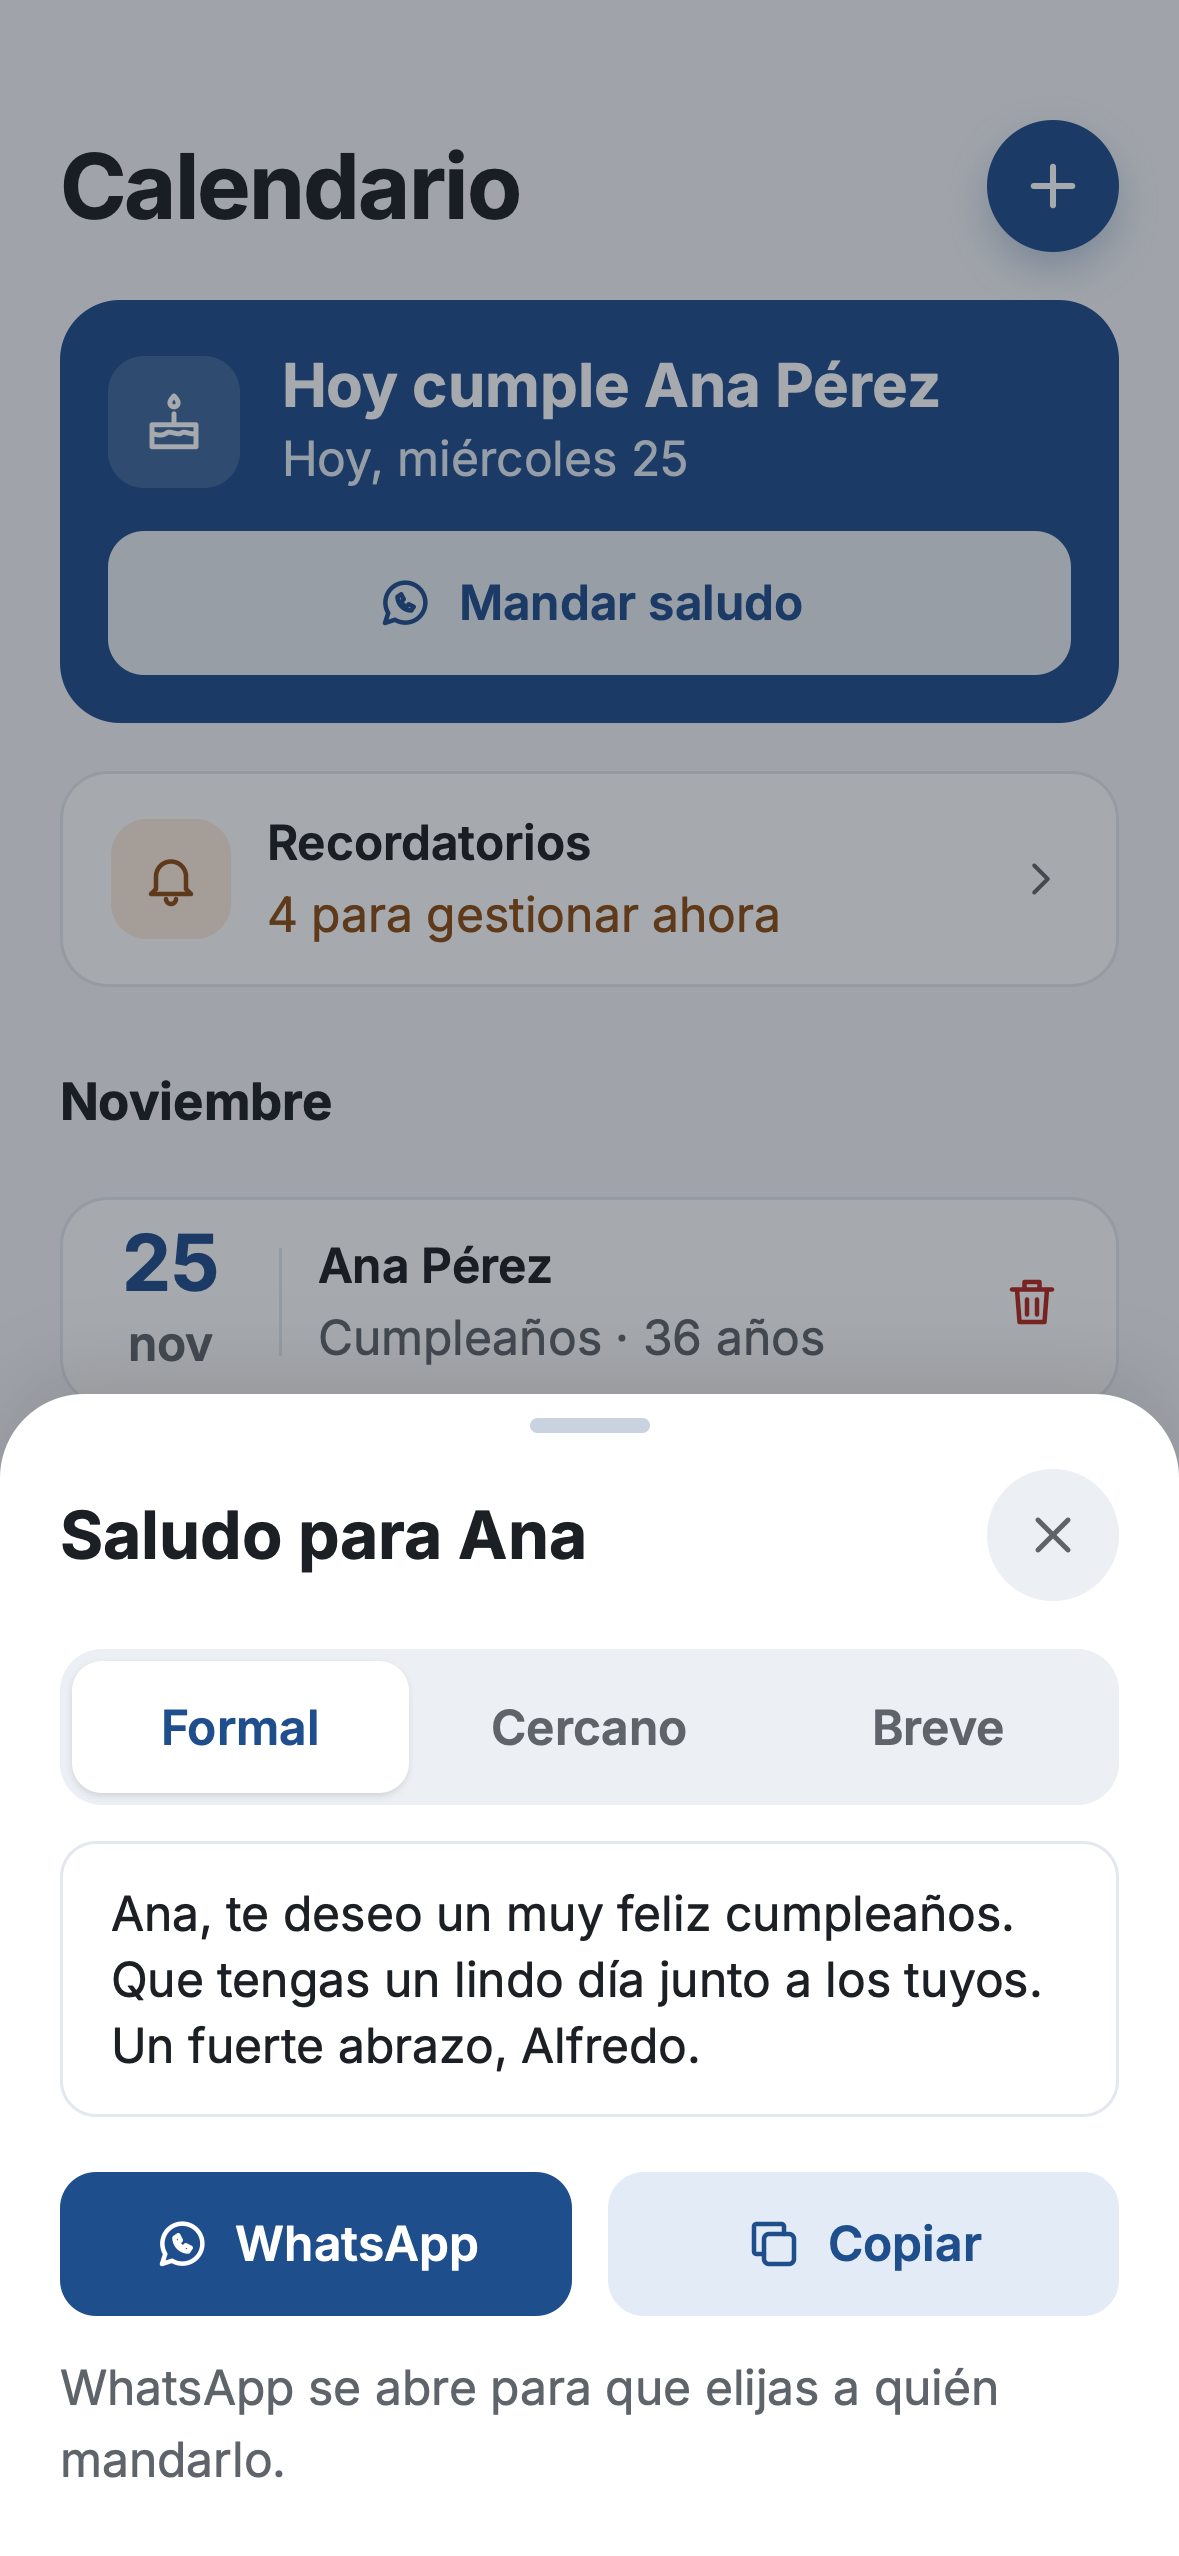 Calendario
Hoy cumple Ana Pérez
Hoy, miércoles 25
Mandar saludo
Recordatorios
4 para gestionar ahora
Noviembre
25
nov
Ana Pérez
Cumpleaños · 36 años
Saludo para Ana
Formal
Cercano
Breve
Ana, te deseo un muy feliz cumpleaños.
Que tengas un lindo día junto a los tuyos.
Un fuerte abrazo, Alfredo.
WhatsApp
Copiar
WhatsApp se abre para que elijas a quién
mandarlo.